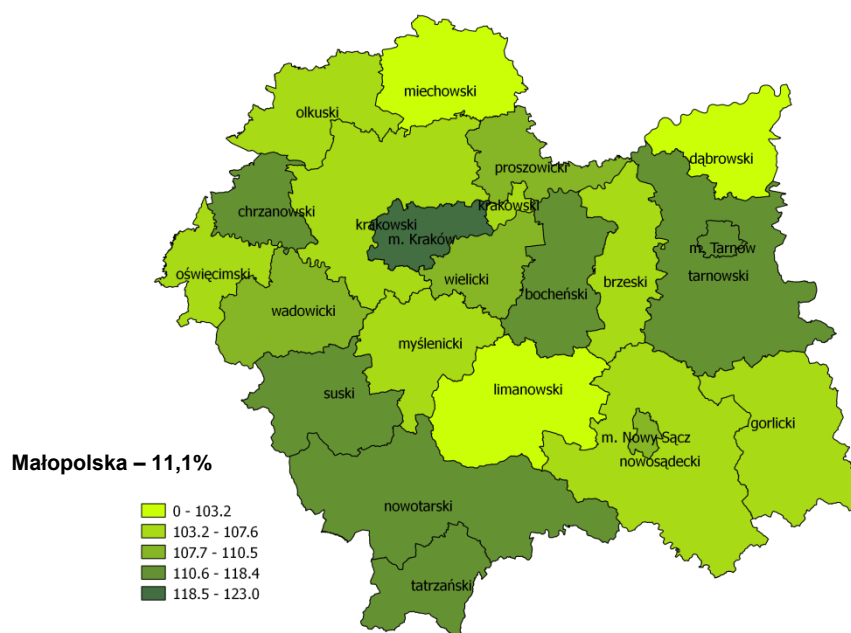 miechowski
olkuski
dąbrowski
proszowicki
chrzanowski
krakowski
krakowski
m. Kraków
m. Tarnów
oświęcimski
wielicki
bocheński
brzeski
tarnowski
wadowicki
myślenicki
suski
limanowski
gorlicki
m. Nowy Sącz
nowosądecki
Małopolska – 11,1%
nowotarski
tatrzański
0 - 103.2
103.2 - 107.6
107.7 - 110.5
110.6 - 118.4
118.5 - 123.0